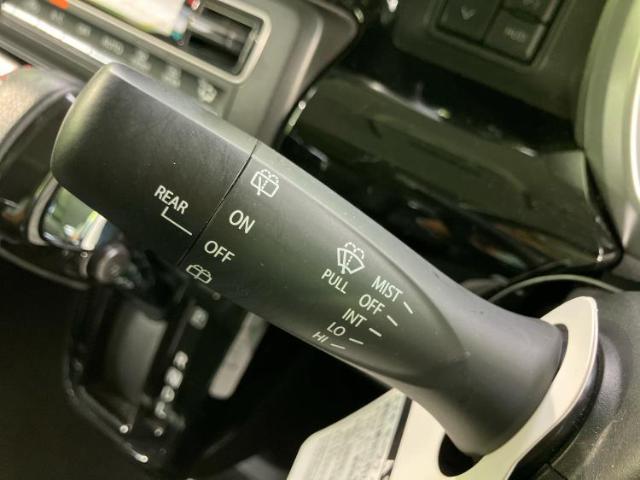 REAR
ON
OFF
PULL
MIST
OFF
INT
LO
HI